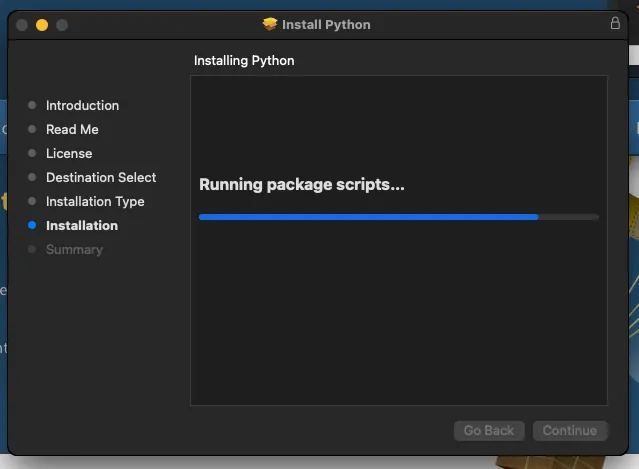 Install Python
Installing Python
Introduction
Read Me
License
Destination Select
Installation Type
Installation
Summary
Running package scripts...
Go Back
Continue